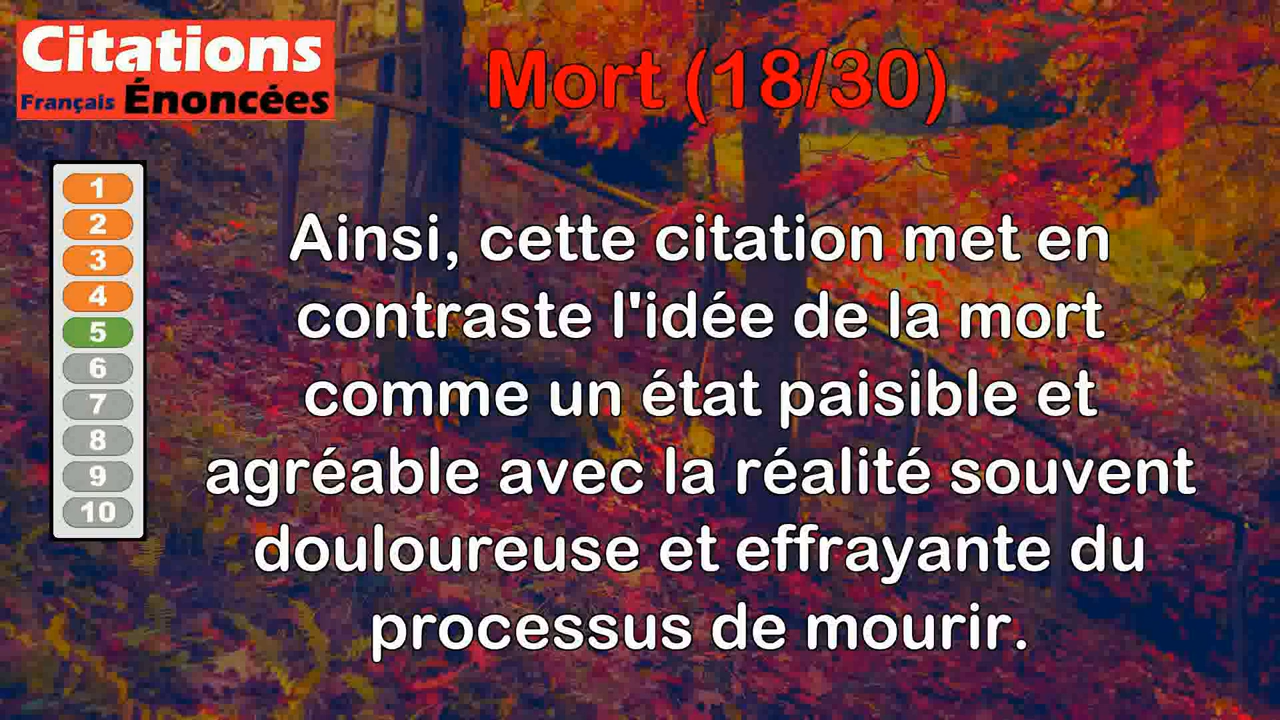 Citations
Français Énoncées
Mort (18/30)
1
2
3
4
5
6
7
8
9
10
Ainsi, cette citation met en
contraste l'idée de la mort
comme un état paisible et
agréable avec la réalité souvent
douloureuse et effrayante du
processus de mourir.